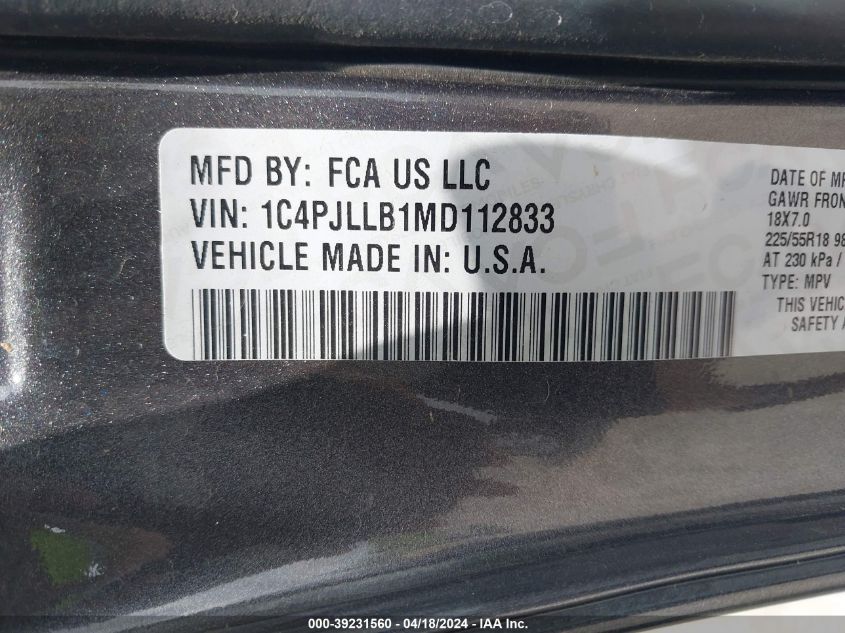 MFD BY: FCA US LLC
VIN: 1C4PJLLB1MD112833
VEHICLE MADE IN: U.S.A.
DATE OF
GAWR
18X7.0
225/55R18
AT 230 kPa /
TYPE: MPV
THIS
SAFETY
000-39231560 - 04/18/2024 - IAA Inc.